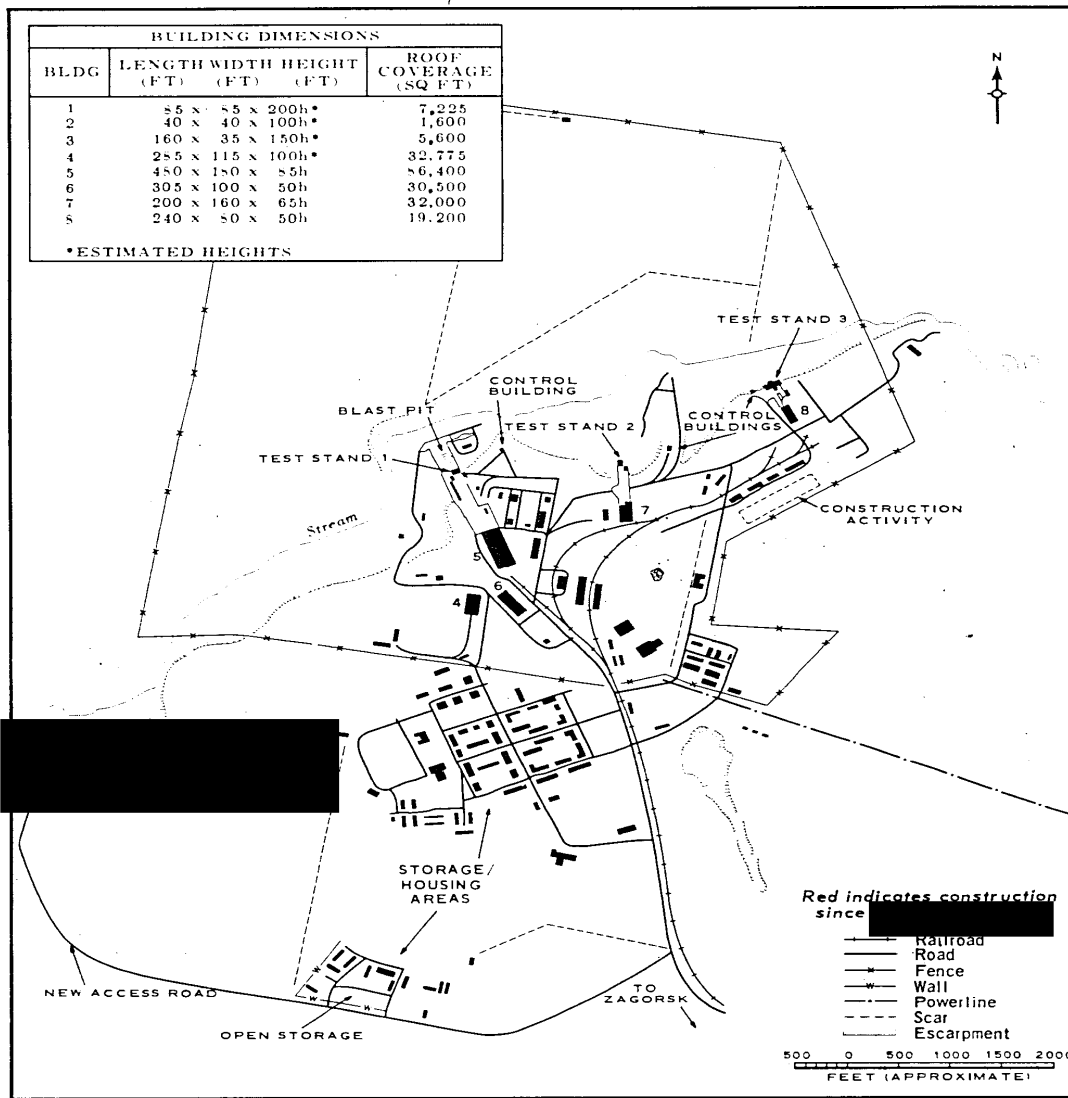 BUILDING DIMENSIONS
BLDG LENGTH (FT) WIDTH (FT) HEIGHT (FT) ROOF COVERAGE (SQ FT)
1 85 x 85 x 200h* 7,225
2 40 x 40 x 100h* 1,600
3 160 x 35 x 150h* 5,600
4 285 x 115 x 100h* 32,775
5 480 x 180 x 85h 86,400
6 305 x 100 x 50h 30,500
7 200 x 160 x 65h 32,000
8 240 x 80 x 50h 19.200
*ESTIMATED HEIGHTS
N
TEST STAND 3
CONTROL
BUILDING
BLAST PIT
CONTROL
BUILDINGS
8
TEST STAND 2
TEST STAND 1
CONSTRUCTION
ACTIVITY
7
Stream
5
6
4
STORAGE/
HOUSING
AREAS
NEW ACCESS ROAD
OPEN STORAGE
W
W
W
TO
ZAGORSK
Red indicates construction
since
Railroad
Road
Fence
Wall
Powerline
Scar
Escarpment
500 0 500 1000 1500 2000
FEET (APPROXIMATE)